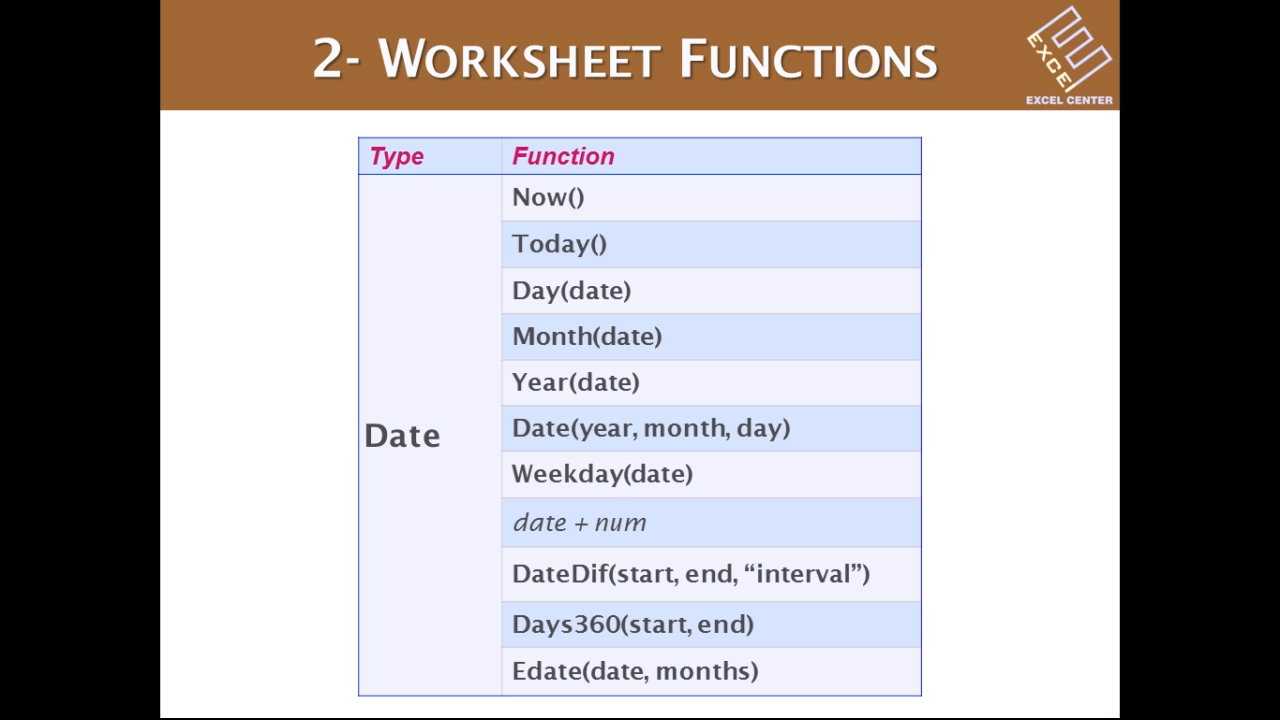 2- WORKSHEET FUNCTIONS
EXCEL
EXCEL CENTER
Type Function
Now()
Today()
Day(date)
Month(date)
Year(date)
Date
Date(year, month, day)
Weekday(date)
date + num
DateDif(start, end, “interval”)
Days360(start, end)
Edate(date, months)